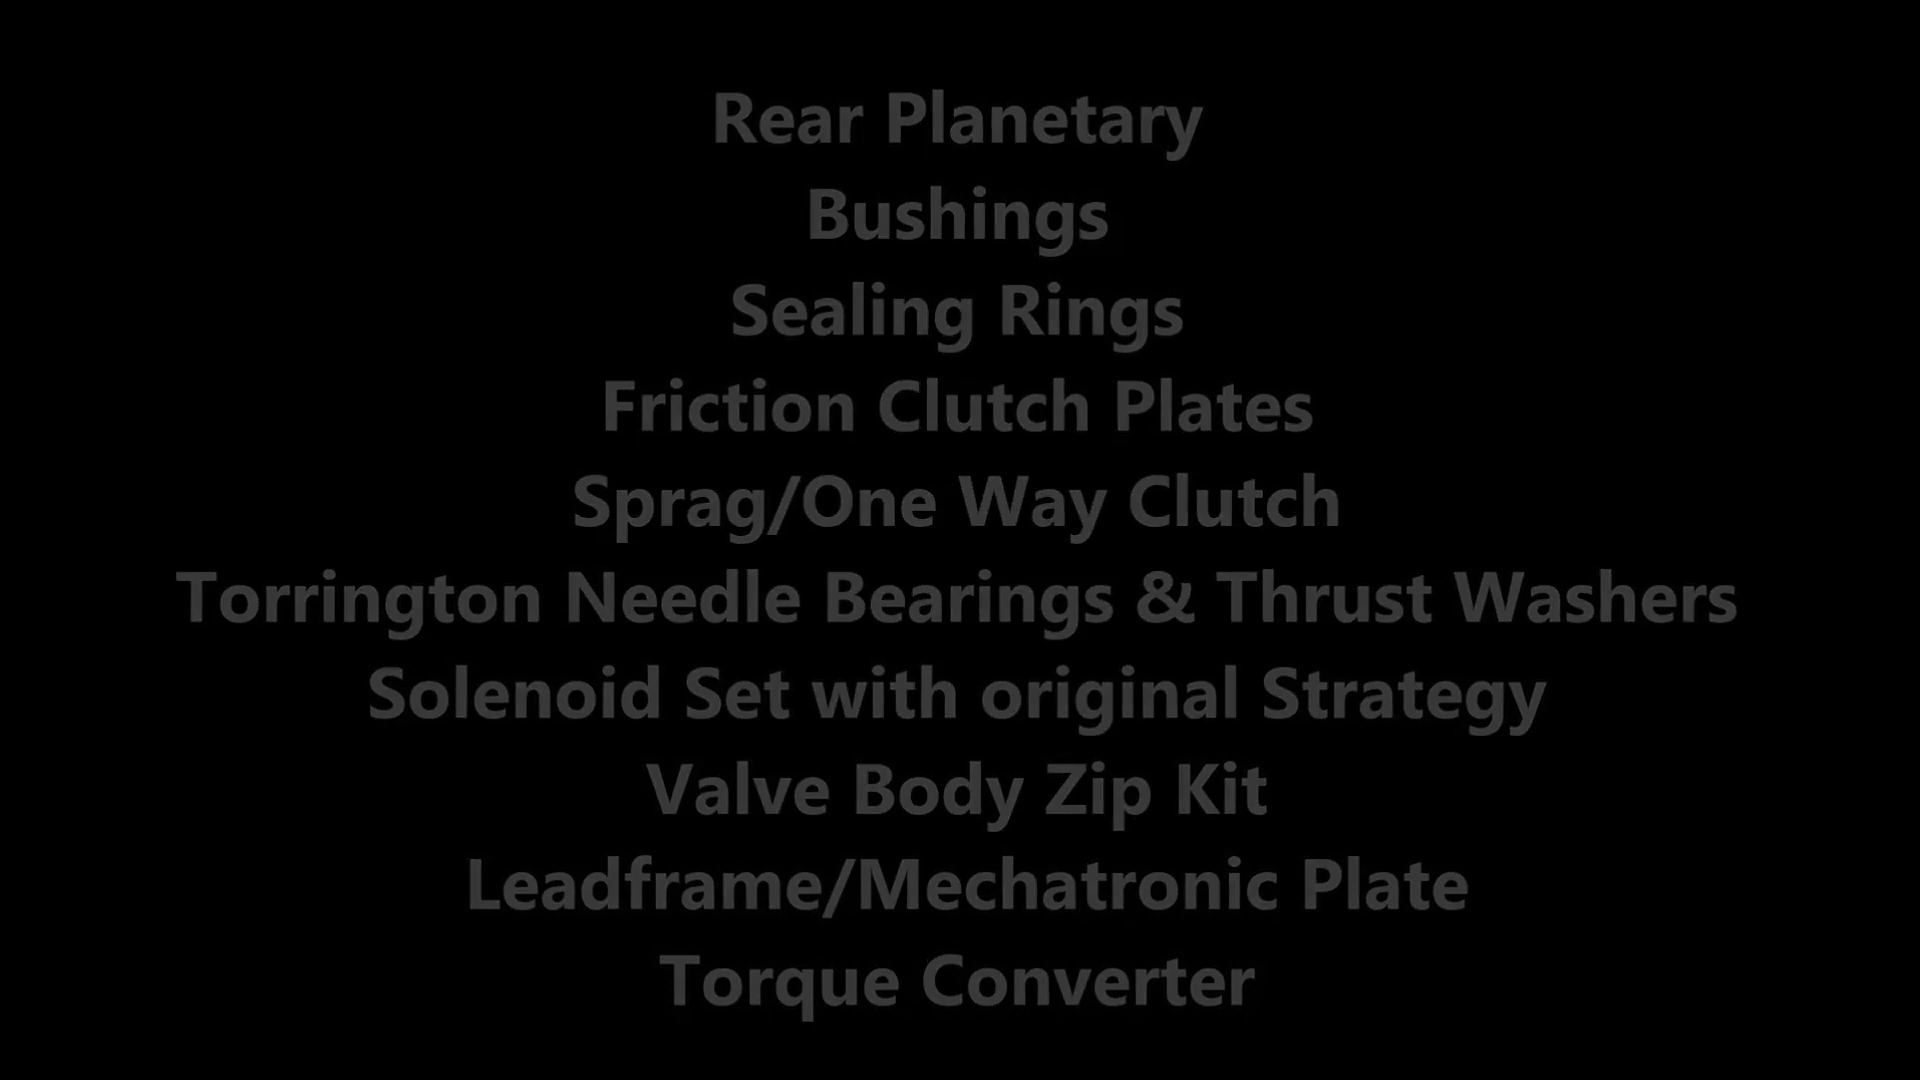 Rear Planetary
Bushings
Sealing Rings
Friction Clutch Plates
Sprag/One Way Clutch
Torrington Needle Bearings & Thrust Washers
Solenoid Set with original Strategy
Valve Body Zip Kit
Leadframe/Mechatronic Plate
Torque Converter